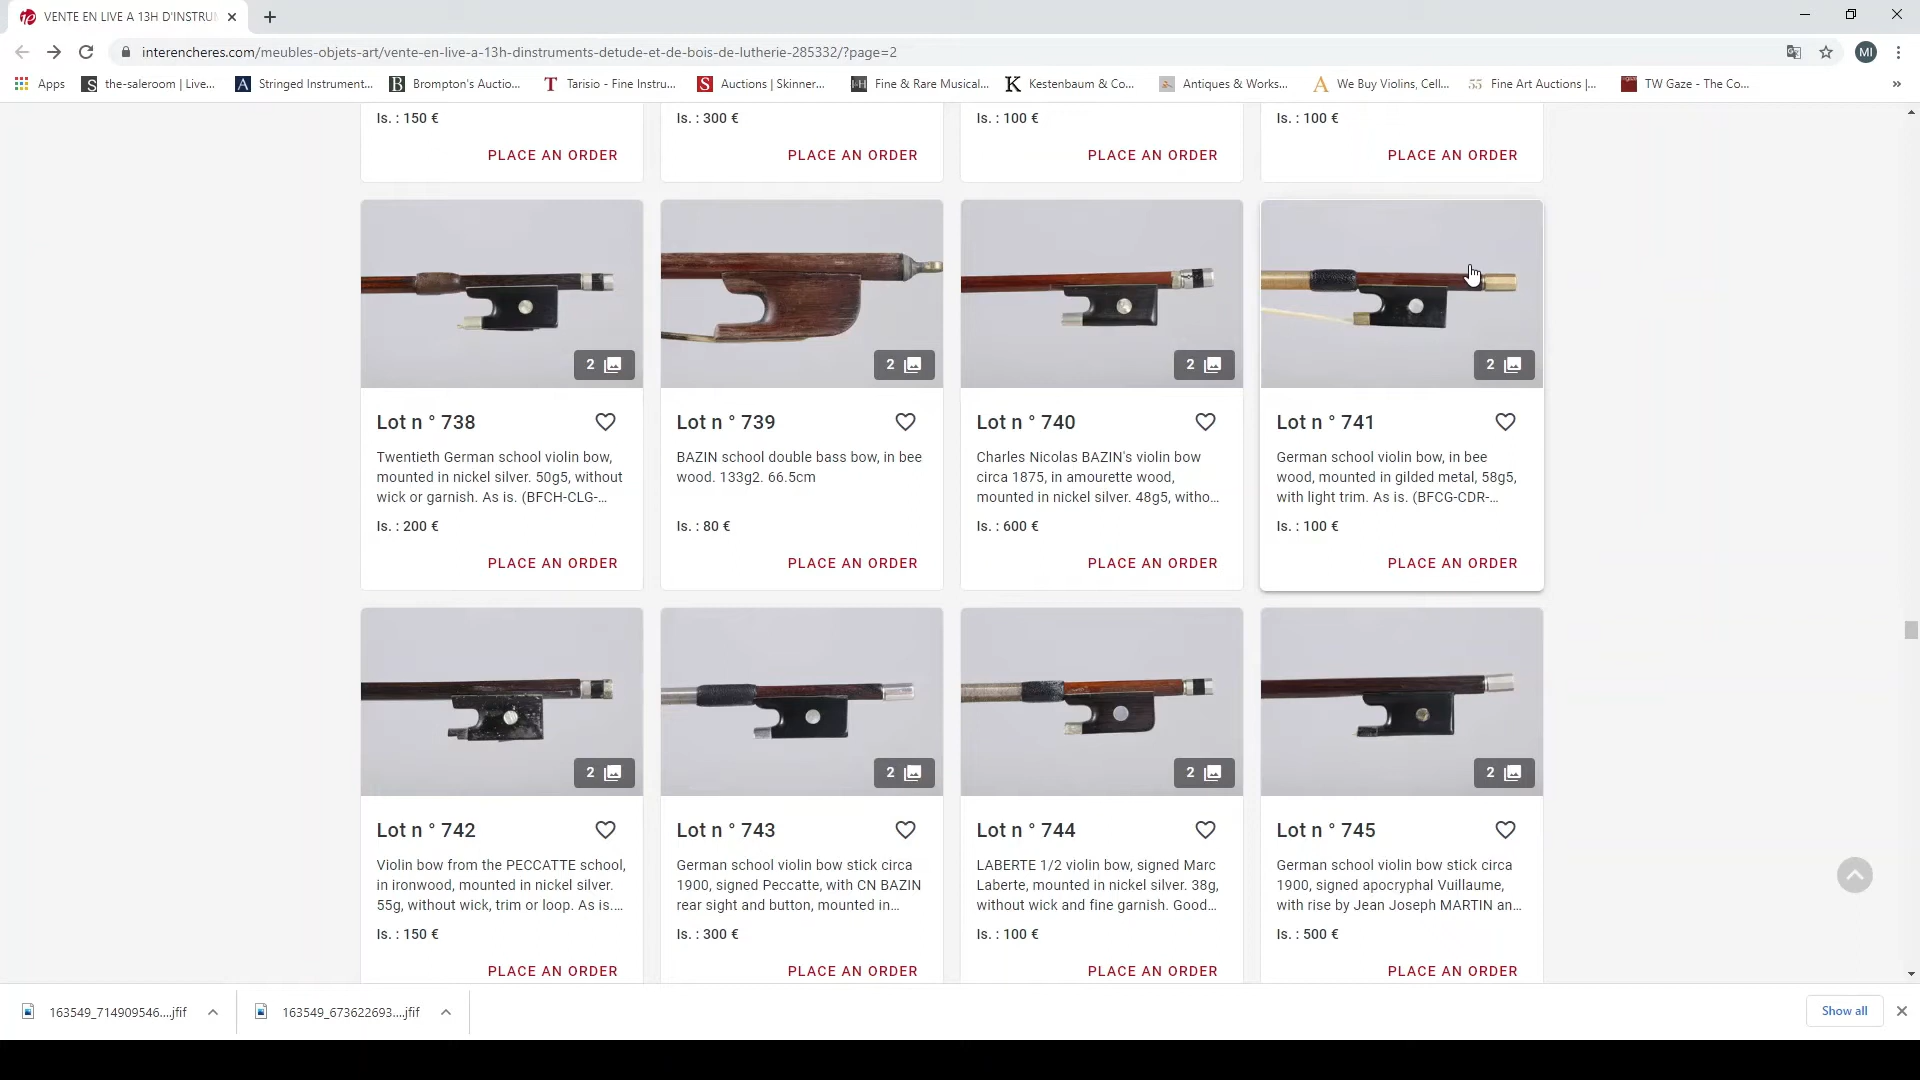 VENTE EN LIVE A 13H D'INSTRUM
interencheres.com/meubles-objets-art/vente-en-live-a-13h-dinstruments-detude-et-de-bois-de-lutherie-285332/?page=2
MI
Apps the-saleroom | Live... Stringed Instrument... Brompton's Auctio... Tarisio - Fine Instru... Auctions | Skinner... Fine & Rare Musical... Kestenbaum & Co... Antiques & Works... We Buy Violins, Cell... Fine Art Auctions |... TW Gaze - The Co... »
Is. : 150 € Is. : 300 € Is. : 100 € Is. : 100 €
PLACE AN ORDER PLACE AN ORDER PLACE AN ORDER PLACE AN ORDER
2 2 2 2
Lot n ° 738
Twentieth German school violin bow,
mounted in nickel silver. 50g5, without
wick or garnish. As is. (BFCH-CLG-...
Is. : 200 €
PLACE AN ORDER
Lot n ° 739
BAZIN school double bass bow, in bee
wood. 133g2. 66.5cm
Is. : 80 €
PLACE AN ORDER
Lot n ° 740
Charles Nicolas BAZIN's violin bow
circa 1875, in amourette wood,
mounted in nickel silver. 48g5, witho...
Is. : 600 €
PLACE AN ORDER
Lot n ° 741
German school violin bow, in bee
wood, mounted in gilded metal, 58g5,
with light trim. As is. (BFCG-CDR-...
Is. : 100 €
PLACE AN ORDER
2 2 2 2
Lot n ° 742
Violin bow from the PECCATTE school,
in ironwood, mounted in nickel silver.
55g, without wick, trim or loop. As is....
Is. : 150 €
PLACE AN ORDER
Lot n ° 743
German school violin bow stick circa
1900, signed Peccatte, with CN BAZIN
rear sight and button, mounted in...
Is. : 300 €
PLACE AN ORDER
Lot n ° 744
LABERTE 1/2 violin bow, signed Marc
Laberte, mounted in nickel silver. 38g,
without wick and fine garnish. Good...
Is. : 100 €
PLACE AN ORDER
Lot n ° 745
German school violin bow stick circa
1900, signed apocryphal Vuillaume,
with rise by Jean Joseph MARTIN an...
Is. : 500 €
PLACE AN ORDER
163549_714909546....jfif 163549_673622693....jfif Show all